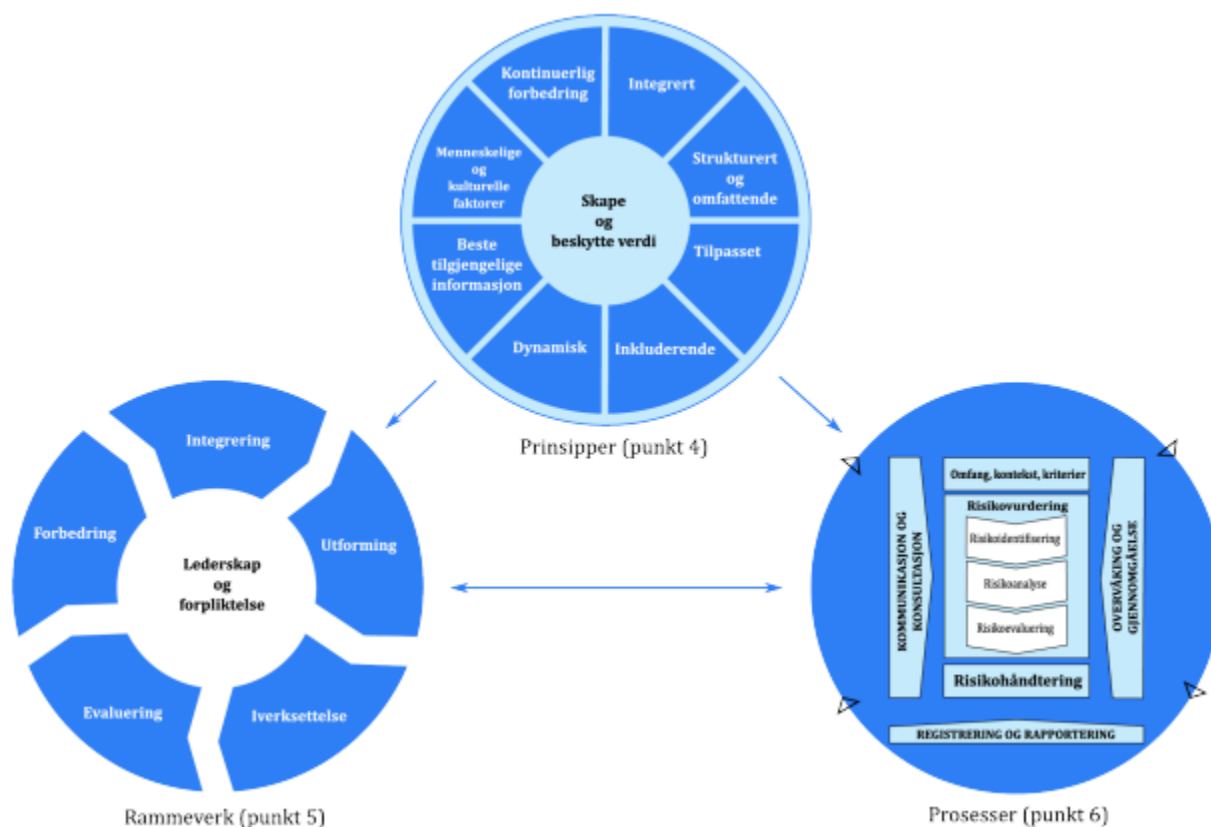 Kontinuerlig
forbedring
Integrert
Strukturert
og
omfattende
Tilpasset
Inkluderende
Dynamisk
Beste
tilgjengelige
informasjon
Menneskelige
og
kulturelle
faktorer
Skape
og
beskytte verdi
Prinsipper (punkt 4)
Integrering
Utforming
Iverksettelse
Evaluering
Forbedring
Lederskap
og
forpliktelse
Rammeverk (punkt 5)
Omfang, kontekst, kriterier
Risikovurdering
Risikoidentifisering
Risikoanalyse
Risikoevaluering
Risikohåndtering
KOMMUNIKASJON OG
KONSULTASJON
OVERVÅKING OG
GJENNOMGÅELSE
REGISTRERING OG RAPPORTERING
Prosesser (punkt 6)